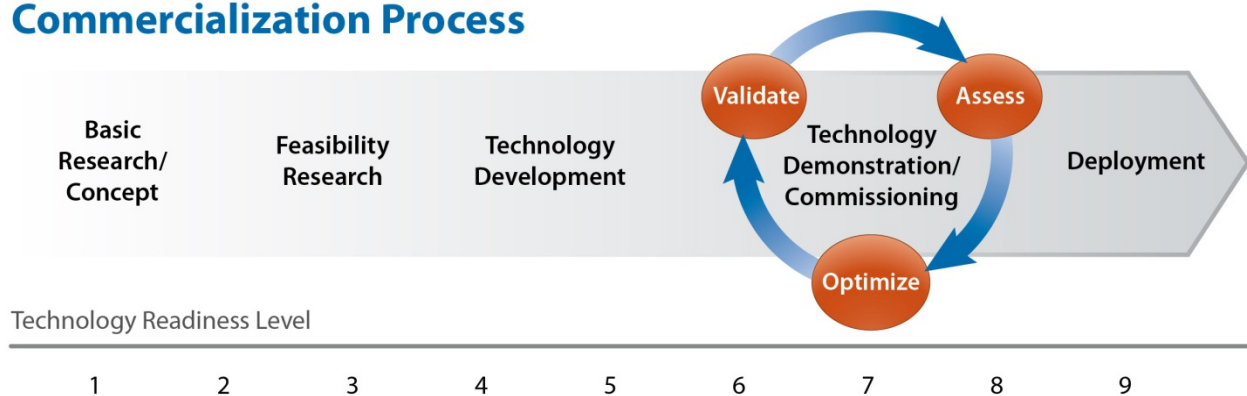 Commercialization Process
Basic
Research/
Concept
Feasibility
Research
Technology
Development
Validate
Assess
Technology
Demonstration/
Commissioning
Optimize
Deployment
Technology Readiness Level
1 2 3 4 5 6 7 8 9